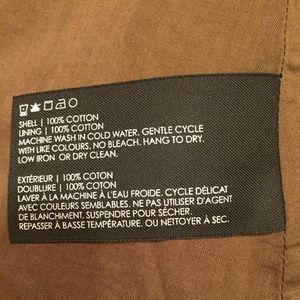 SHELL | 100% COTTON
LINING | 100% COTTON
MACHINE WASH IN COLD WATER. GENTLE CYCLE
WITH LIKE COLOURS. NO BLEACH. HANG TO DRY.
LOW IRON OR DRY CLEAN.
EXTÉRIEUR | 100% COTON
DOUBLURE | 100% COTON
LAVER À LA MACHINE À L'EAU FROIDE. CYCLE DÉLICAT
AVEC COULEURS SEMBLABLES. NE PAS UTILISER D'AGENT
DE BLANCHIMENT. SUSPENDRE POUR SÉCHER.
REPASSER À BASSE TEMPÉRATURE. OU NETTOYER À SEC.